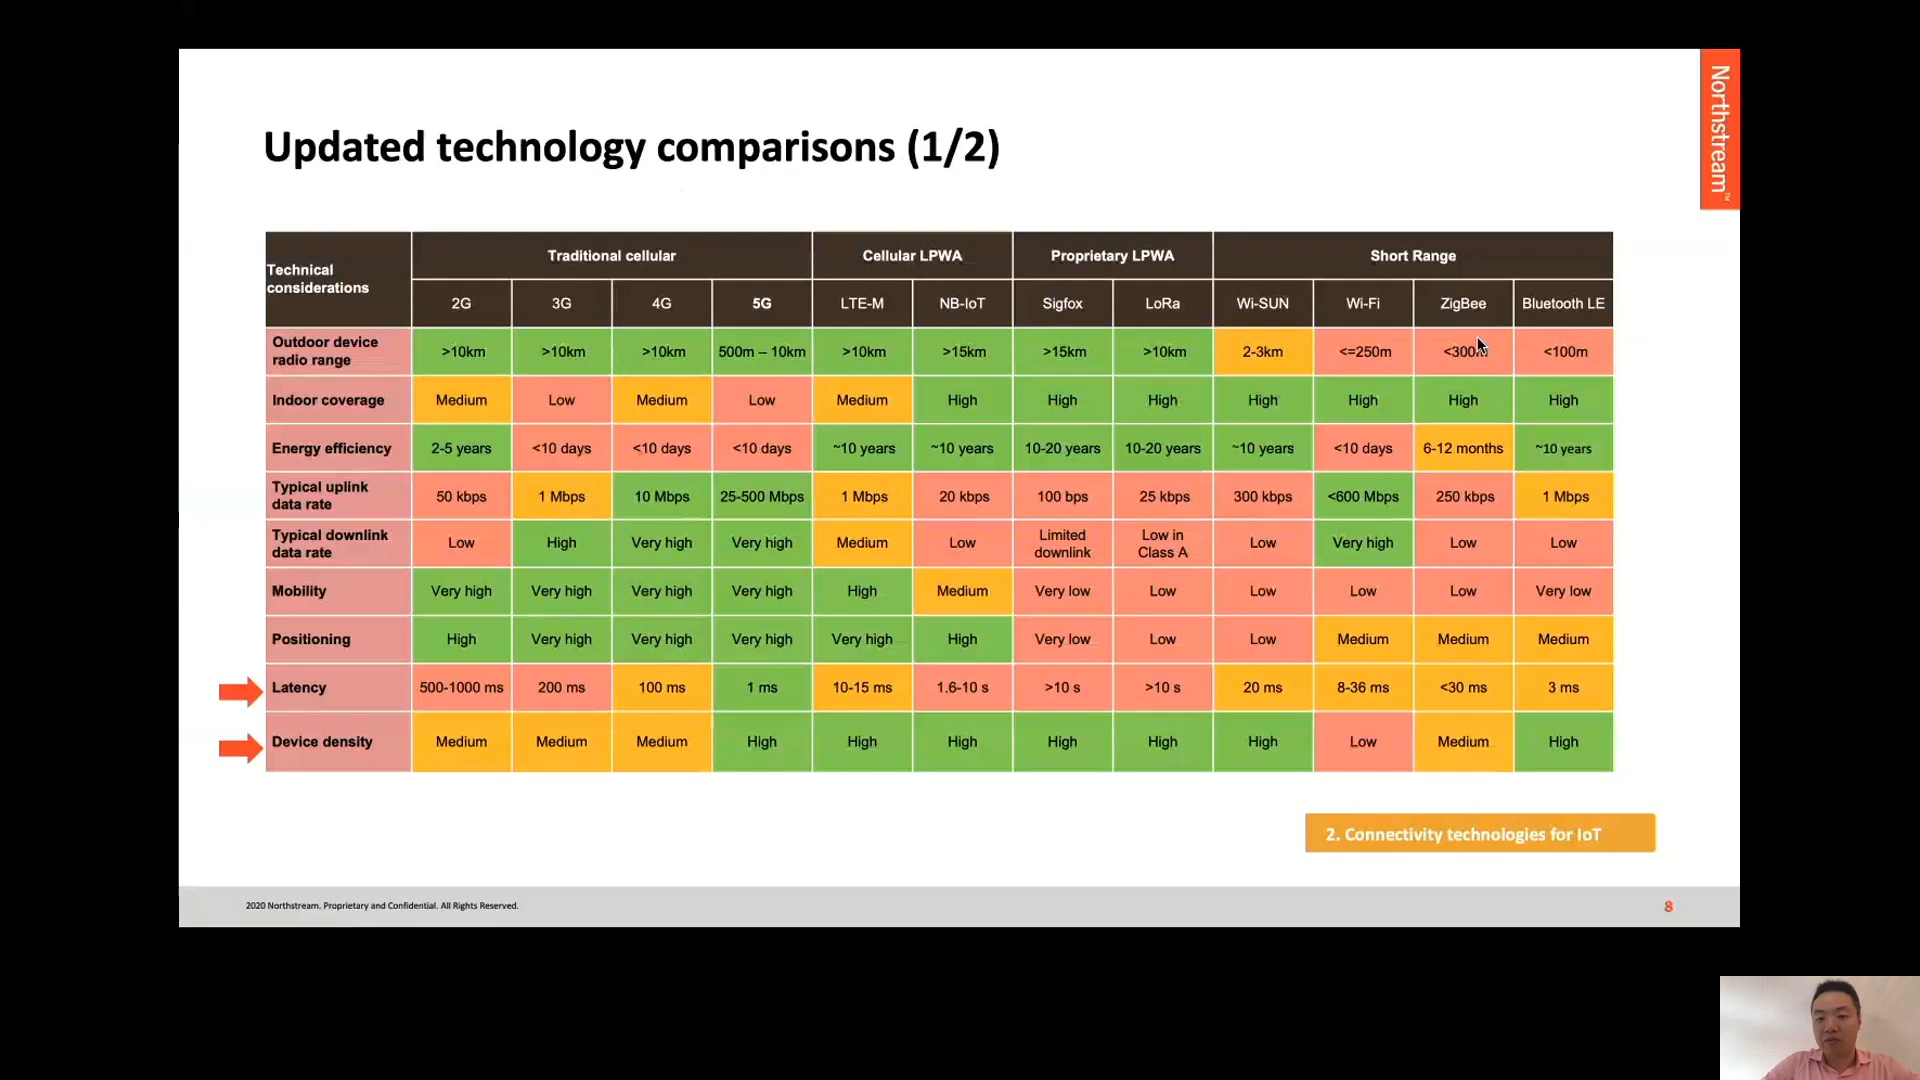 Northstream™
Updated technology comparisons (1/2)
Technical considerations Traditional cellular Cellular LPWA Proprietary LPWA Short Range
2G 3G 4G 5G LTE-M NB-IoT Sigfox LoRa Wi-SUN Wi-Fi ZigBee Bluetooth LE
Outdoor device radio range >10km >10km >10km 500m – 10km >10km >15km >15km >10km 2-3km <=250m <300m <100m
Indoor coverage Medium Low Medium Low Medium High High High High High High High
Energy efficiency 2-5 years <10 days <10 days <10 days ~10 years ~10 years 10-20 years 10-20 years ~10 years <10 days 6-12 months ~10 years
Typical uplink data rate 50 kbps 1 Mbps 10 Mbps 25-500 Mbps 1 Mbps 20 kbps 100 bps 25 kbps 300 kbps <600 Mbps 250 kbps 1 Mbps
Typical downlink data rate Low High Very high Very high Medium Low Limited downlink Low in Class A Low Very high Low Low
Mobility Very high Very high Very high Very high High Medium Very low Low Low Low Low Very low
Positioning High Very high Very high Very high Very high High Very low Low Low Medium Medium Medium
Latency 500-1000 ms 200 ms 100 ms 1 ms 10-15 ms 1.6-10 s >10 s >10 s 20 ms 8-36 ms <30 ms 3 ms
Device density Medium Medium Medium High High High High High High Low Medium High
2. Connectivity technologies for IoT
2020 Northstream. Proprietary and Confidential. All Rights Reserved.
8